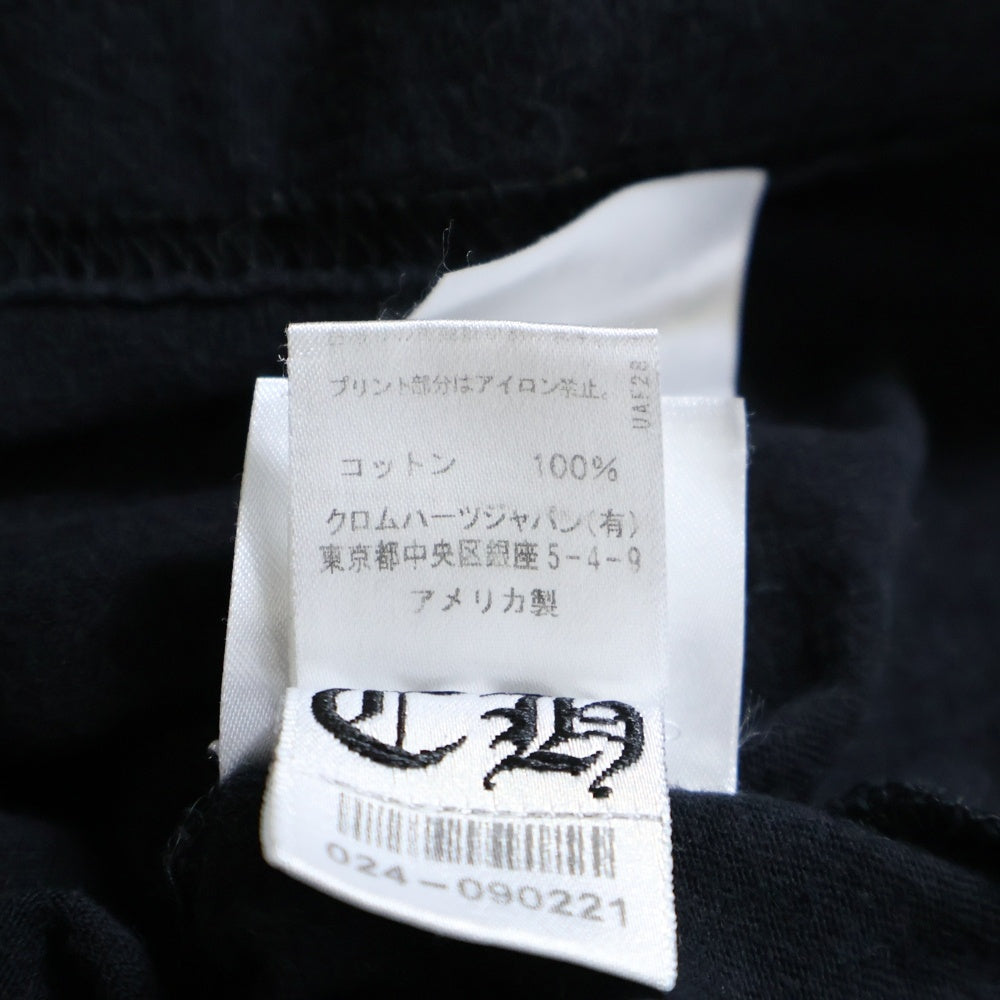 プリント部分はアイロン禁止。
コットン 100%
クロムハーツジャパン(有)
東京都中央区銀座5-4-9
アメリカ製
CH
024-090221